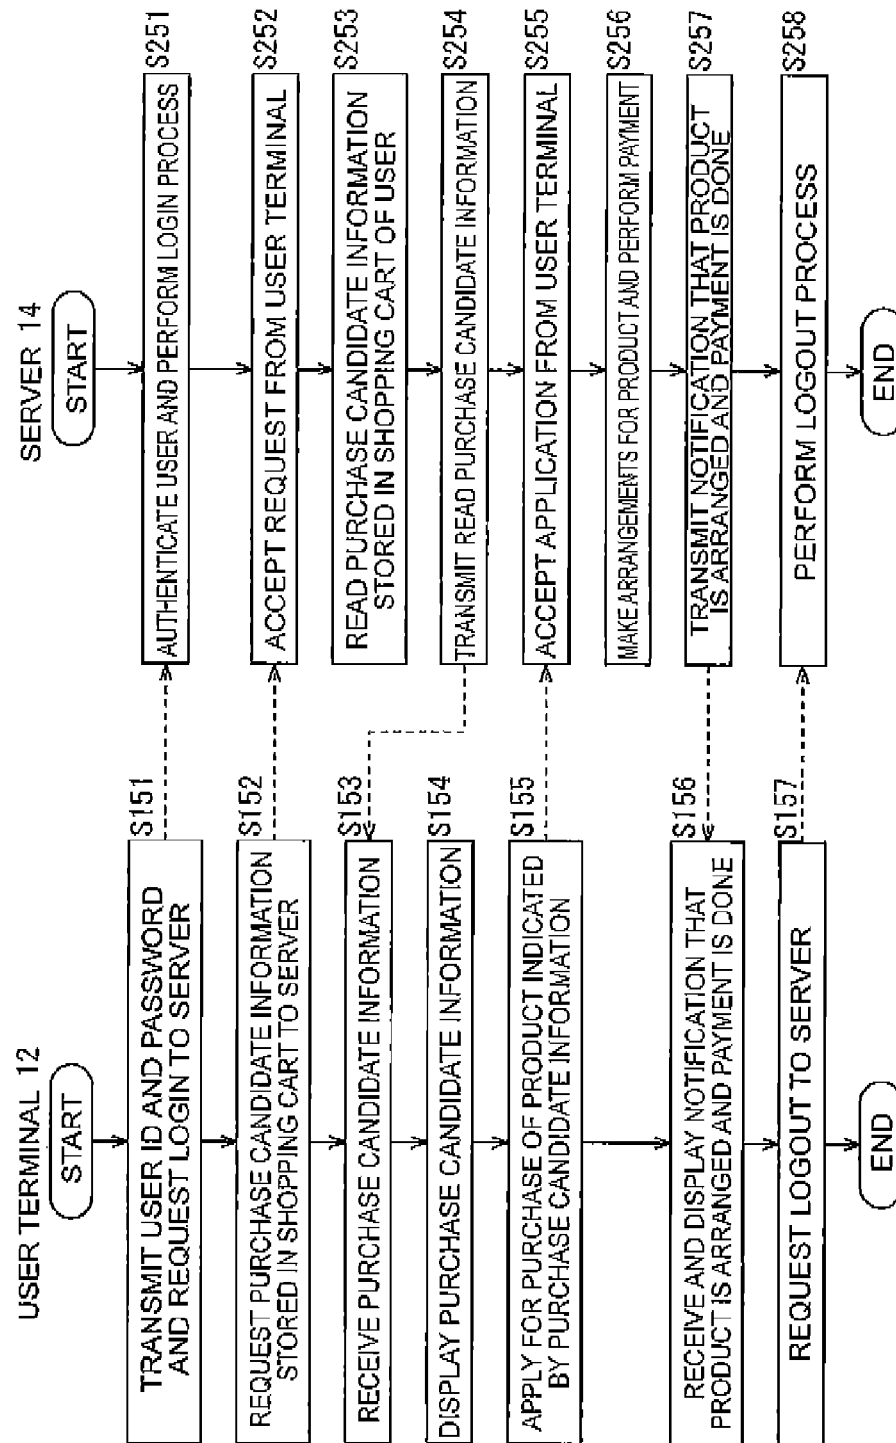 USER TERMINAL 12
START
S151
TRANSMIT USER ID AND PASSWORD
AND REQUEST LOGIN TO SERVER
S152
REQUEST PURCHASE CANDIDATE INFORMATION
STORED IN SHOPPING CART TO SERVER
S153
RECEIVE PURCHASE CANDIDATE INFORMATION
S154
DISPLAY PURCHASE CANDIDATE INFORMATION
S155
APPLY FOR PURCHASE OF PRODUCT INDICATED
BY PURCHASE CANDIDATE INFORMATION
S156
RECEIVE AND DISPLAY NOTIFICATION THAT
PRODUCT IS ARRANGED AND PAYMENT IS DONE
S157
REQUEST LOGOUT TO SERVER
END
SERVER 14
START
S251
AUTHENTICATE USER AND PERFORM LOGIN PROCESS
S252
ACCEPT REQUEST FROM USER TERMINAL
S253
READ PURCHASE CANDIDATE INFORMATION
STORED IN SHOPPING CART OF USER
S254
TRANSMIT READ PURCHASE CANDIDATE INFORMATION
S255
ACCEPT APPLICATION FROM USER TERMINAL
S256
MAKE ARRANGEMENTS FOR PRODUCT AND PERFORM PAYMENT
S257
TRANSMIT NOTIFICATION THAT PRODUCT
IS ARRANGED AND PAYMENT IS DONE
S258
PERFORM LOGOUT PROCESS
END